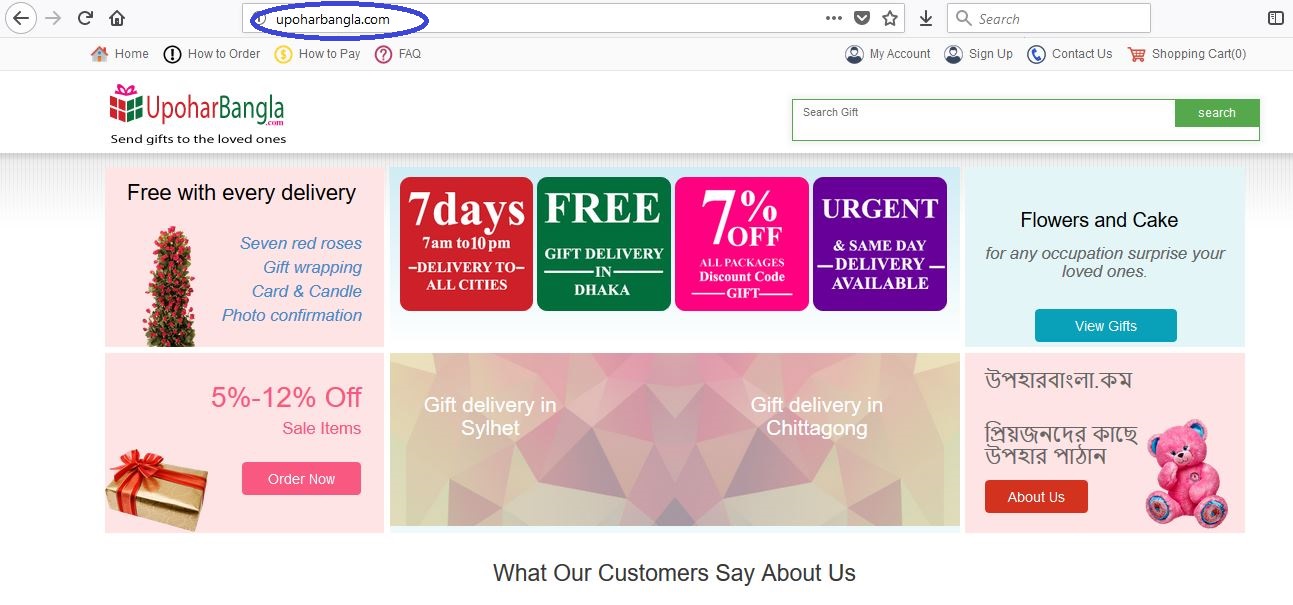 upoharbangla.com
Search
Home
How to Order
How to Pay
FAQ
My Account
Sign Up
Contact Us
Shopping Cart(0)
UpoharBangla
.com
Send gifts to the loved ones
Search Gift
search
Free with every delivery
Seven red roses
Gift wrapping
Card & Candle
Photo confirmation
7days
7am to10pm
DELIVERY TO
ALL CITIES
FREE
GIFT DELIVERY
IN
DHAKA
7%
OFF
ALL PACKAGES
Discount Code
GIFT
URGENT
& SAME DAY
DELIVERY
AVAILABLE
Flowers and Cake
for any occupation surprise your
loved ones.
View Gifts
5%-12% Off
Sale Items
Order Now
Gift delivery in
Sylhet
Gift delivery in
Chittagong
উপহারবাংলা.কম
প্রিয়জনদের কাছে
উপহার পাঠান
About Us
What Our Customers Say About Us